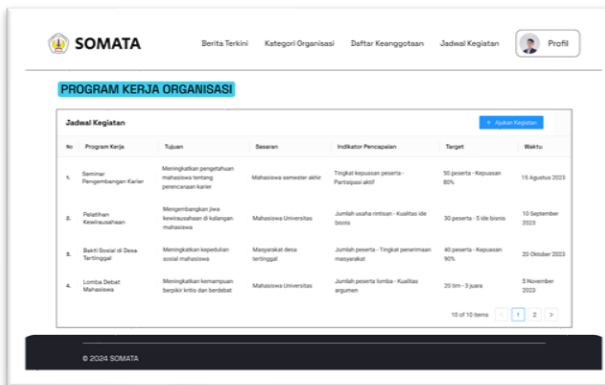 SOMATA
Berita Terkini Kategori Organisasi Daftar Keanggotaan Jadwal Kegiatan Profil
PROGRAM KERJA ORGANISASI
Jadwal Kegiatan
+ Ajukan Kegiatan
No Program Kerja Tujuan Sasaran Indikator Pencapaian Target Waktu
1. Seminar Pengembangan Karier
Meningkatkan pengetahuan
mahasiswa tentang
perencanaan karier
Mahasiswa semester akhir
Tingkat kepuasan peserta -
Partisipasi aktif
50 peserta - Kepuasan
80%
15 Agustus 2023
2. Pelatihan
Kewirausahaan
Mengembangkan jiwa
kewirausahaan di kalangan
mahasiswa
Mahasiswa Universitas
Jumlah usaha rintisan - Kualitas ide
bisnis
30 peserta - 5 ide bisnis
10 September
2023
3. Bakti Sosial di Desa
Tertinggal
Meningkatkan kepedulian
sosial mahasiswa
Masyarakat desa
tertinggal
Jumlah peserta - Tingkat penerimaan
masyarakat
40 peserta - Kepuasan
90%
20 Oktober 2023
4. Lomba Debat
Mahasiswa
Meningkatkan kemampuan
berpikir kritis dan berdebat
Mahasiswa Universitas
Jumlah peserta lomba - Kualitas
argumen
20 tim - 3 juara
5 November
2023
10 of 10 items < 1 2 >
© 2024 SOMATA